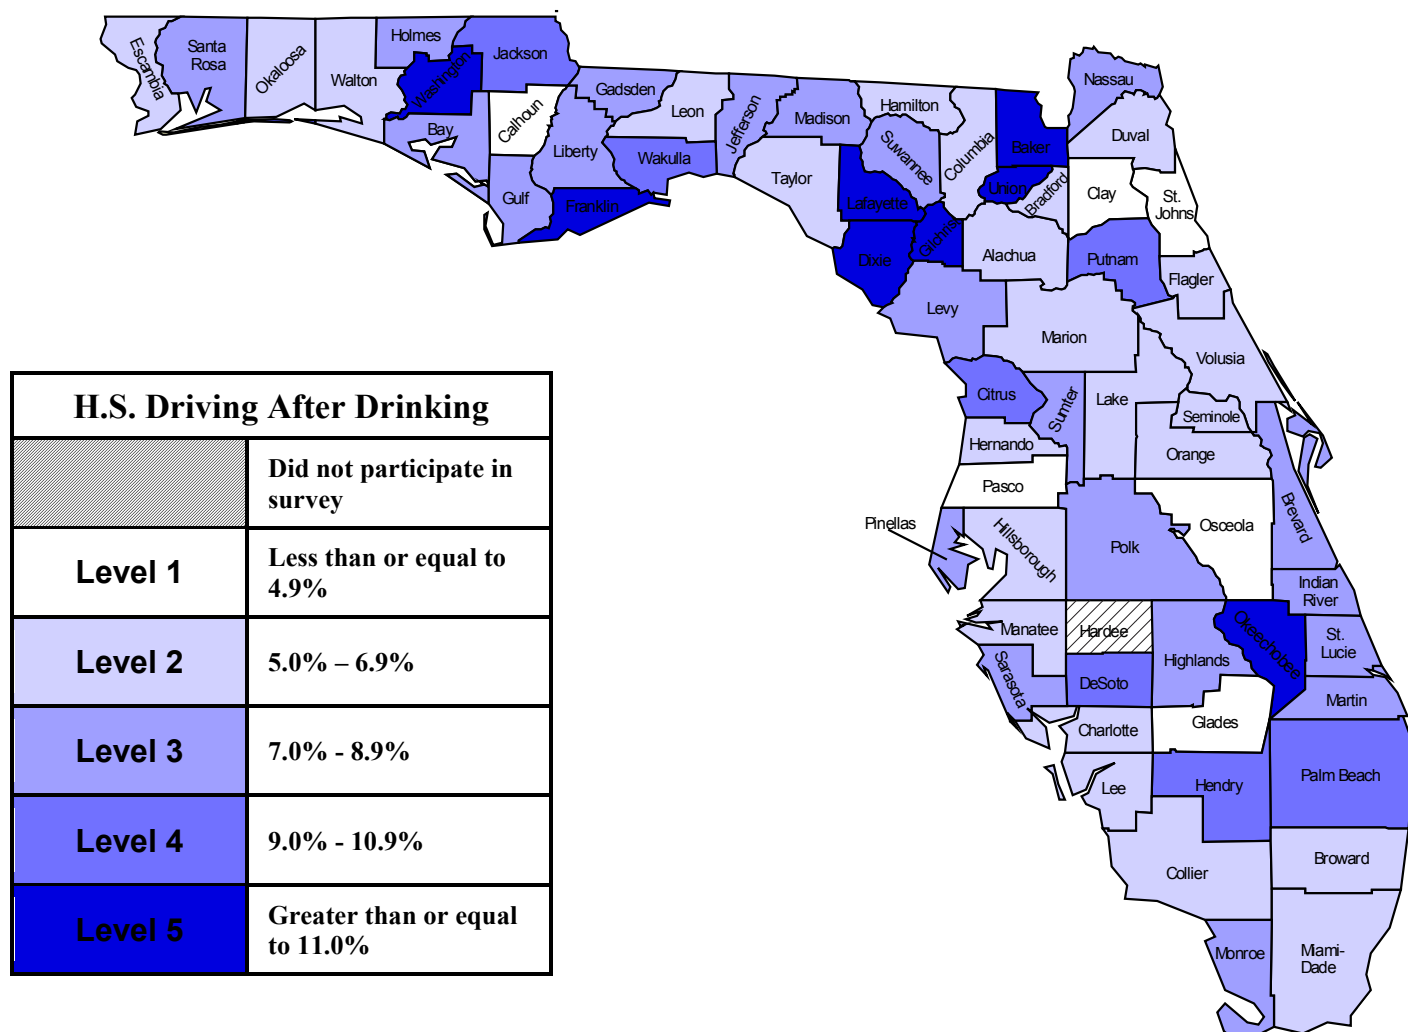 Escambia
Santa
Rosa
Okaloosa
Walton
Holmes
Washington
Jackson
Calhoun
Bay
Gulf
Gadsden
Liberty
Franklin
Leon
Wakulla
Jefferson
Madison
Taylor
Hamilton
Suwannee
Lafayette
Dixie
Columbia
Gilchris
Baker
Union
Bradford
Nassau
Duval
Clay
St.
Johns
Alachua
Putnam
Flagler
Levy
Marion
Volusia
Citrus
Sumter
Lake
Seminole
Hernando
Orange
Pasco
Pinellas
Hillsborough
Polk
Osceola
Brevard
Indian
River
Manatee
Hardee
Highlands
Okeechobee
St.
Lucie
Sarasota
DeSoto
Martin
Charlotte
Glades
Lee
Hendry
Palm Beach
Collier
Broward
Monroe
Miami-
Dade
H.S. Driving After Drinking
Did not participate in
survey
Level 1
Less than or equal to
4.9%
Level 2
5.0% – 6.9%
Level 3
7.0% - 8.9%
Level 4
9.0% - 10.9%
Level 5
Greater than or equal
to 11.0%